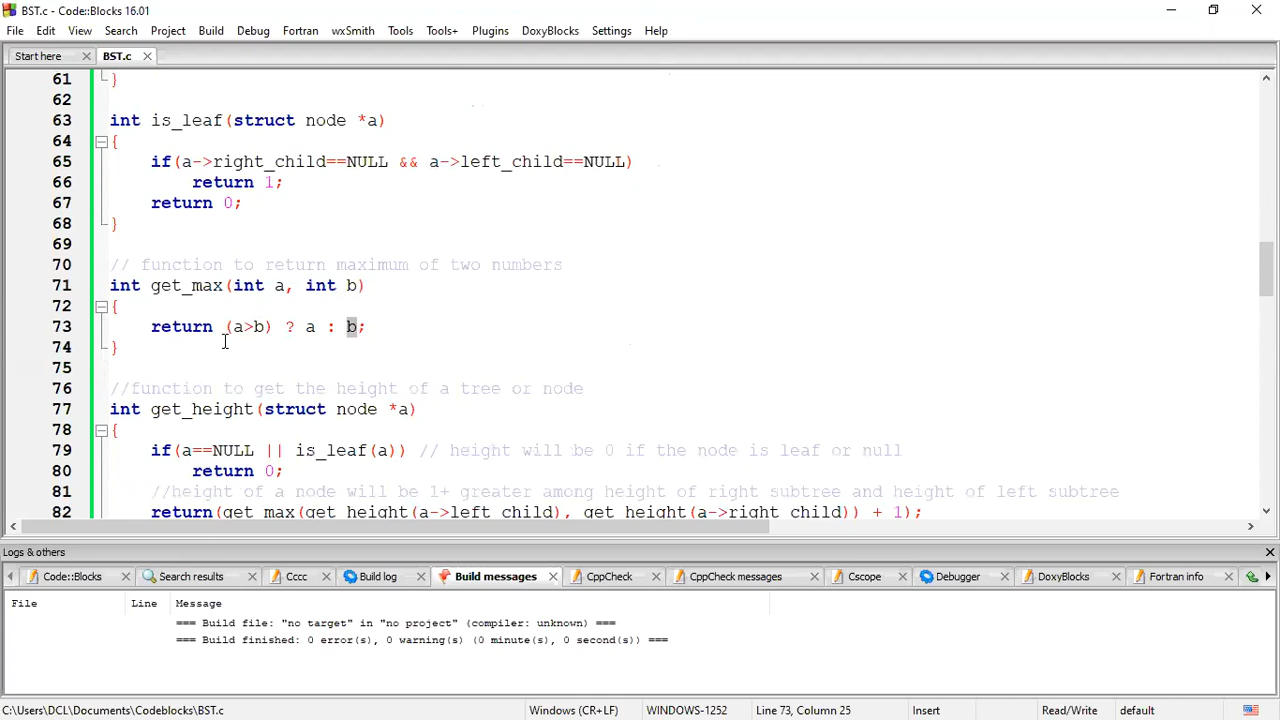 BST.c - Code::Blocks 16.01
File Edit View Search Project Build Debug Fortran wxSmith Tools Tools+ Plugins DoxyBlocks Settings Help
Start here BST.c
61 }
62
63 int is_leaf(struct node *a)
64 {
65 if(a->right_child==NULL && a->left_child==NULL)
66 return 1;
67 return 0;
68 }
69
70 // function to return maximum of two numbers
71 int get_max(int a, int b)
72 {
73 return (a>b) ? a : b;
74 }
75
76 //function to get the height of a tree or node
77 int get_height(struct node *a)
78 {
79 if(a==NULL || is_leaf(a)) // height will be 0 if the node is leaf or null
80 return 0;
81 //height of a node will be 1+ greater among height of right subtree and height of left subtree
82 return(get_max(get_height(a->left_child), get_height(a->right_child)) + 1);
Logs & others
Code::Blocks Search results Cccc Build log Build messages CppCheck CppCheck messages Cscope Debugger DoxyBlocks Fortran info
File Line Message
=== Build file: "no target" in "no project" (compiler: unknown) ===
=== Build finished: 0 error(s), 0 warning(s) (0 minute(s), 0 second(s)) ===
C:\Users\DCL\Documents\Codeblocks\BST.c Windows (CR+LF) WINDOWS-1252 Line 73, Column 25 Insert Read/Write default